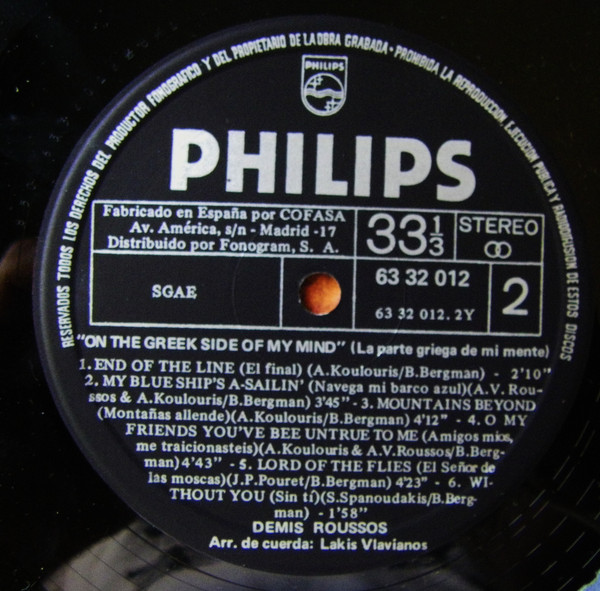 RESERVADOS TODOS LOS DERECHOS DEL PRODUCTOR FONOGRAFICO Y DEL PROPIETARIO DE LA OBRA GRABADA · PROHIBIDA LA REPRODUCCION, EJECUCION PUBLICA Y RADIODIFUSION DE ESTOS DISCOS
PHILIPS
PHILIPS
Fabricado en España por COFASA
Av. América, s/n - Madrid -17
Distribuido por Fonogram, S. A.
33 1/3
STEREO
SGAE
63 32 012
63 32 012. 2Y
2
"ON THE GREEK SIDE OF MY MIND" (La parte griega de mi mente)
1. END OF THE LINE (El final) (A.Koulouris/B.Bergman) - 2'10"
2. MY BLUE SHIP'S A-SAILIN' (Navega mi barco azul)(A.V. Rou-
ssos & A.Koulouris/B.Bergman) 3'45" - 3. MOUNTAINS BEYOND
(Montañas allende)(A.Koulouris/B.Bergman) 4'12" - 4. O MY
FRIENDS YOU'VE BEE UNTRUE TO ME (Amigos mios,
me traicionasteis)(A.Koulouris & A.V.Roussos/B.Berg-
man) 4'43" - 5. LORD OF THE FLIES (El Señor de
las moscas)(J.P.Pouret/B.Bergman) 4'23" - 6. WI-
THOUT YOU (Sin tí)(S.Spanoudakis/B.Berg-
man) - 1'58"
DEMIS ROUSSOS
Arr. de cuerda: Lakis Vlavianos